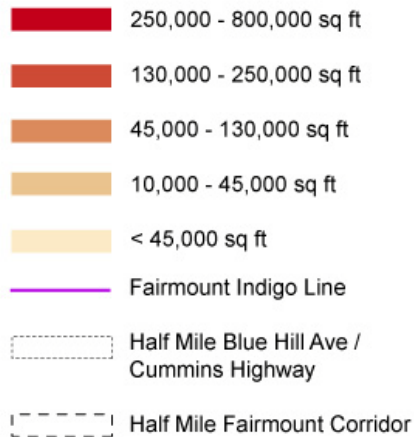 250,000 - 800,000 sq ft
130,000 - 250,000 sq ft
45,000 - 130,000 sq ft
10,000 - 45,000 sq ft
< 45,000 sq ft
Fairmount Indigo Line
Half Mile Blue Hill Ave /
Cummins Highway
Half Mile Fairmount Corridor